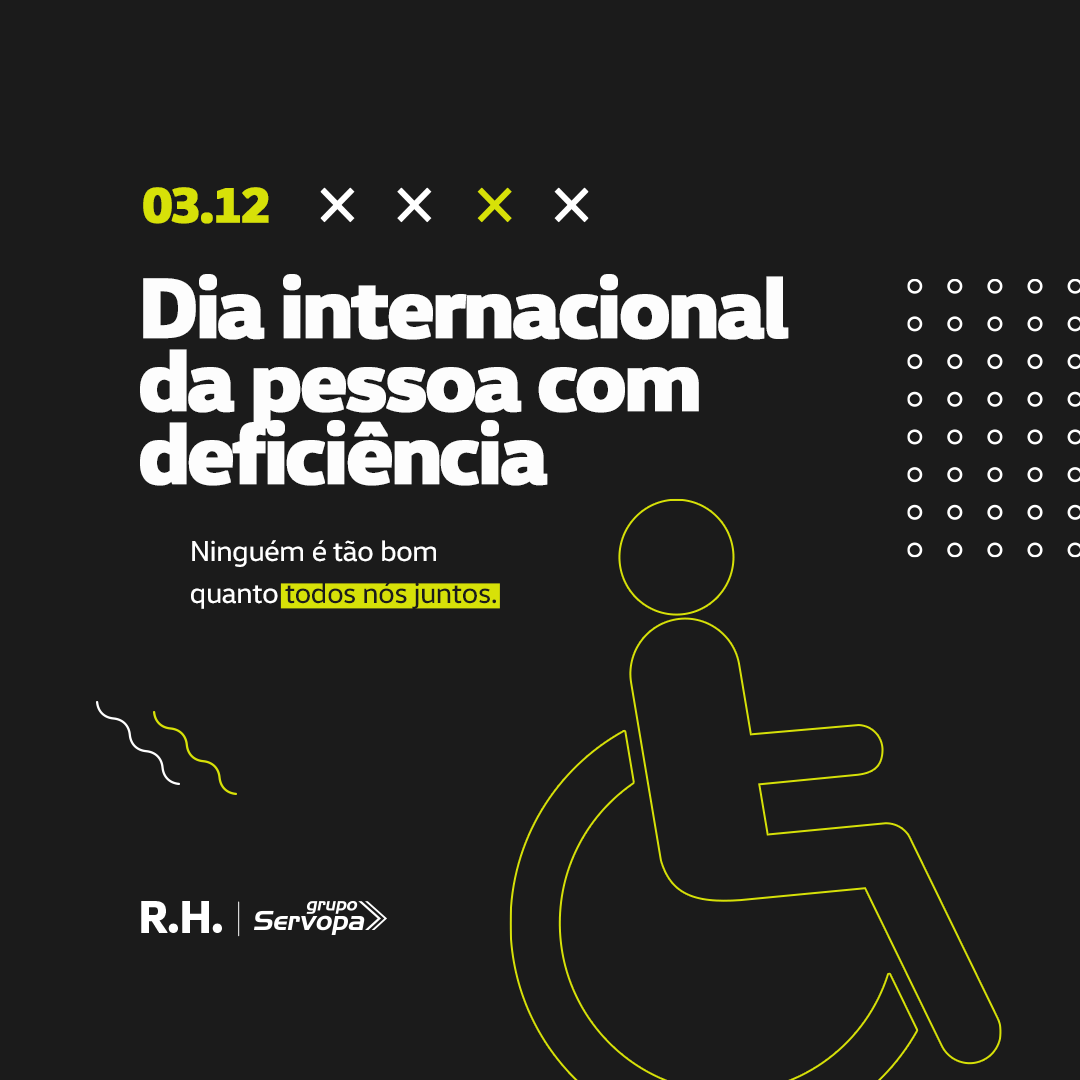 03.12
Dia internacional
da pessoa com
deficiência
Ninguém é tão bom
quanto todos nós juntos.
R.H. grupo
Servopa